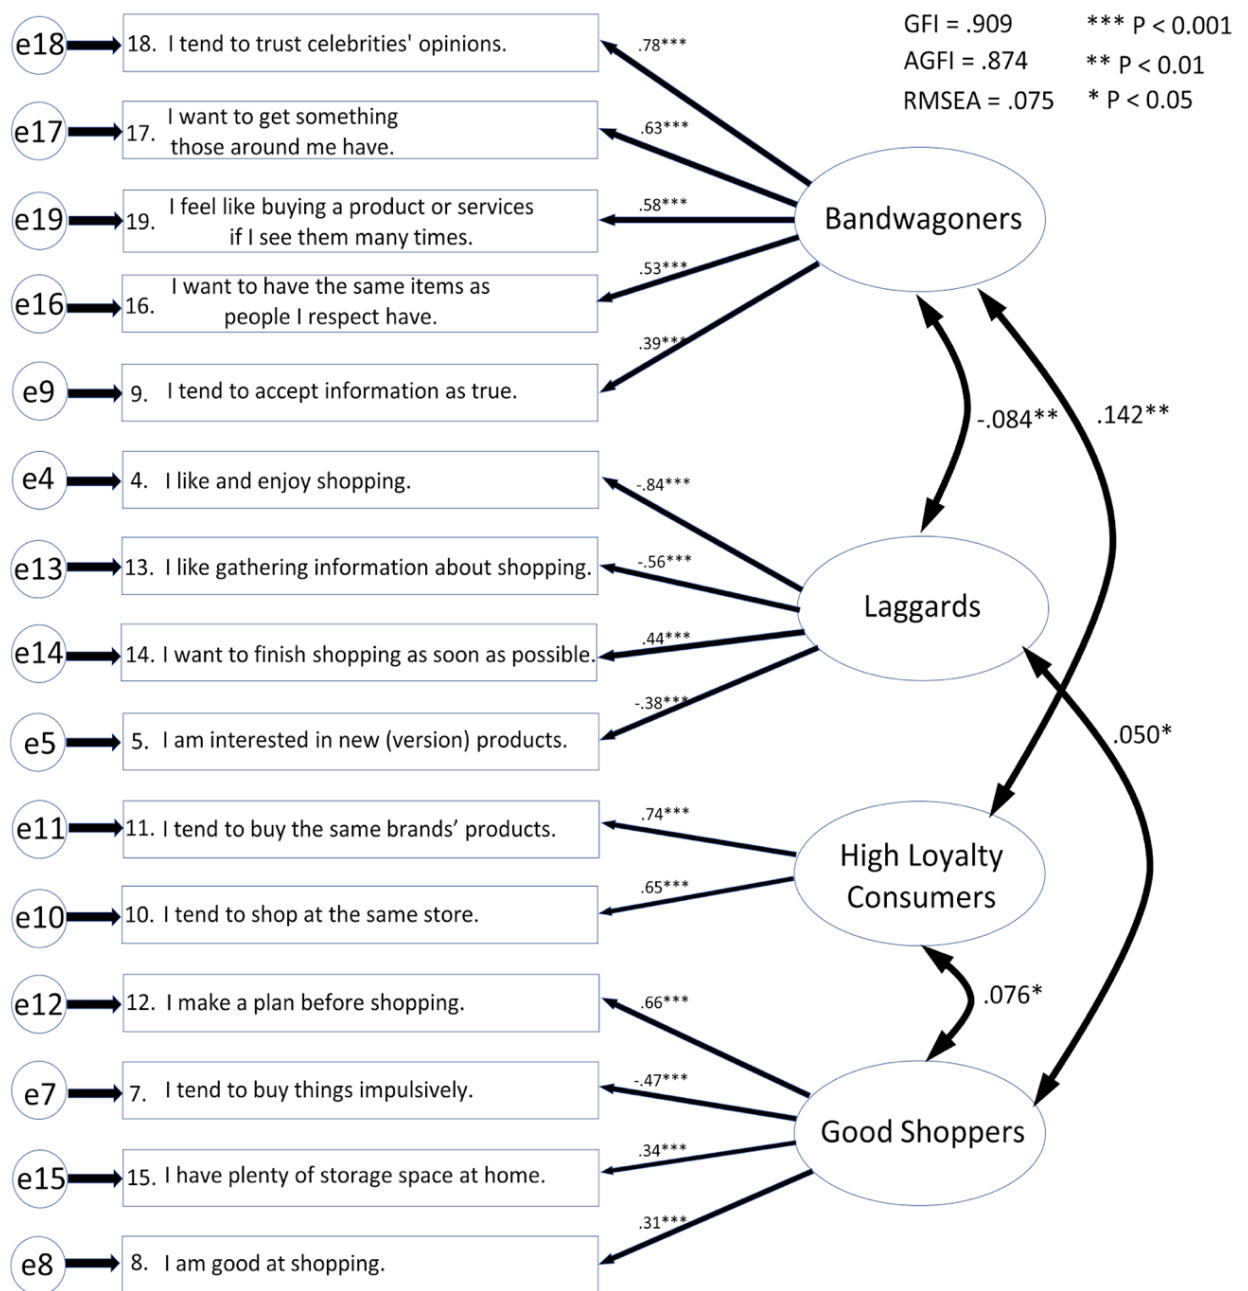 GFI = .909
*** P < 0.001
AGFI = .874
** P < 0.01
RMSEA = .075
* P < 0.05
e18
18. I tend to trust celebrities' opinions.
.78***
e17
17. I want to get something
those around me have.
.63***
e19
19. I feel like buying a product or services
if I see them many times.
.58***
Bandwagoners
e16
16. I want to have the same items as
people I respect have.
.53***
e9
9. I tend to accept information as true.
.39***
-.084**
.142**
e4
4. I like and enjoy shopping.
-.84***
e13
13. I like gathering information about shopping.
-.56***
Laggards
e14
14. I want to finish shopping as soon as possible.
.44***
e5
5. I am interested in new (version) products.
-.38***
.050*
e11
11. I tend to buy the same brands’ products.
.74***
High Loyalty
Consumers
e10
10. I tend to shop at the same store.
.65***
.076*
e12
12. I make a plan before shopping.
.66***
e7
7. I tend to buy things impulsively.
-.47***
Good Shoppers
e15
15. I have plenty of storage space at home.
.34***
e8
8. I am good at shopping.
.31***